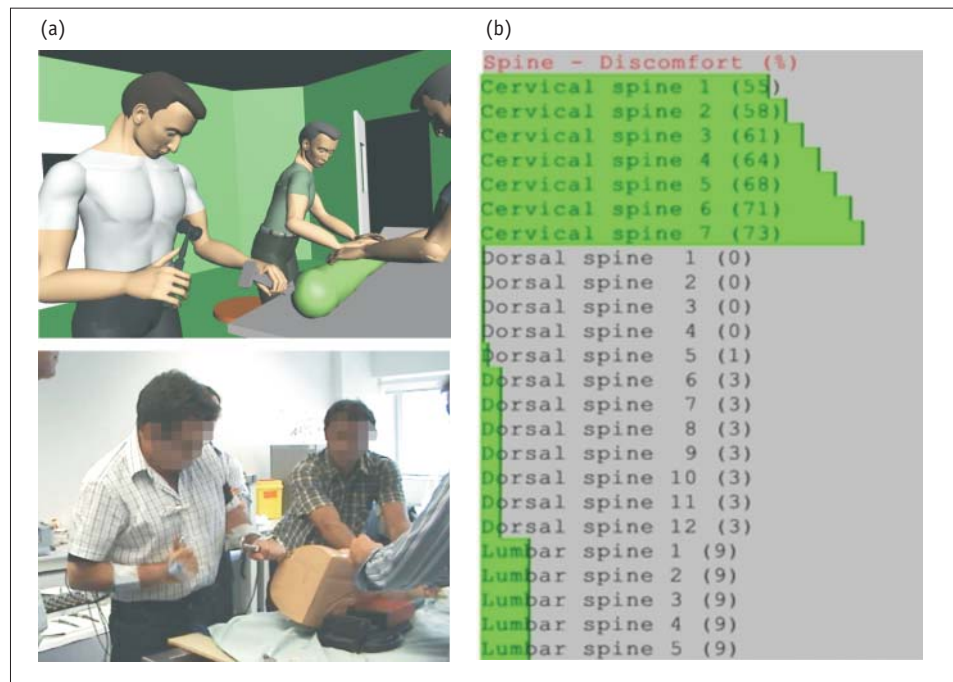 (a)
(b)
Spine - Discomfort (%)
Cervical spine 1 (55)
Cervical spine 2 (58)
Cervical spine 3 (61)
Cervical spine 4 (64)
Cervical spine 5 (68)
Cervical spine 6 (71)
Cervical spine 7 (73)
Dorsal spine 1 (0)
Dorsal spine 2 (0)
Dorsal spine 3 (0)
Dorsal spine 4 (0)
Dorsal spine 5 (1)
Dorsal spine 6 (3)
Dorsal spine 7 (3)
Dorsal spine 8 (3)
Dorsal spine 9 (3)
Dorsal spine 10 (3)
Dorsal spine 11 (3)
Dorsal spine 12 (3)
Lumbar spine 1 (9)
Lumbar spine 2 (9)
Lumbar spine 3 (9)
Lumbar spine 4 (9)
Lumbar spine 5 (9)